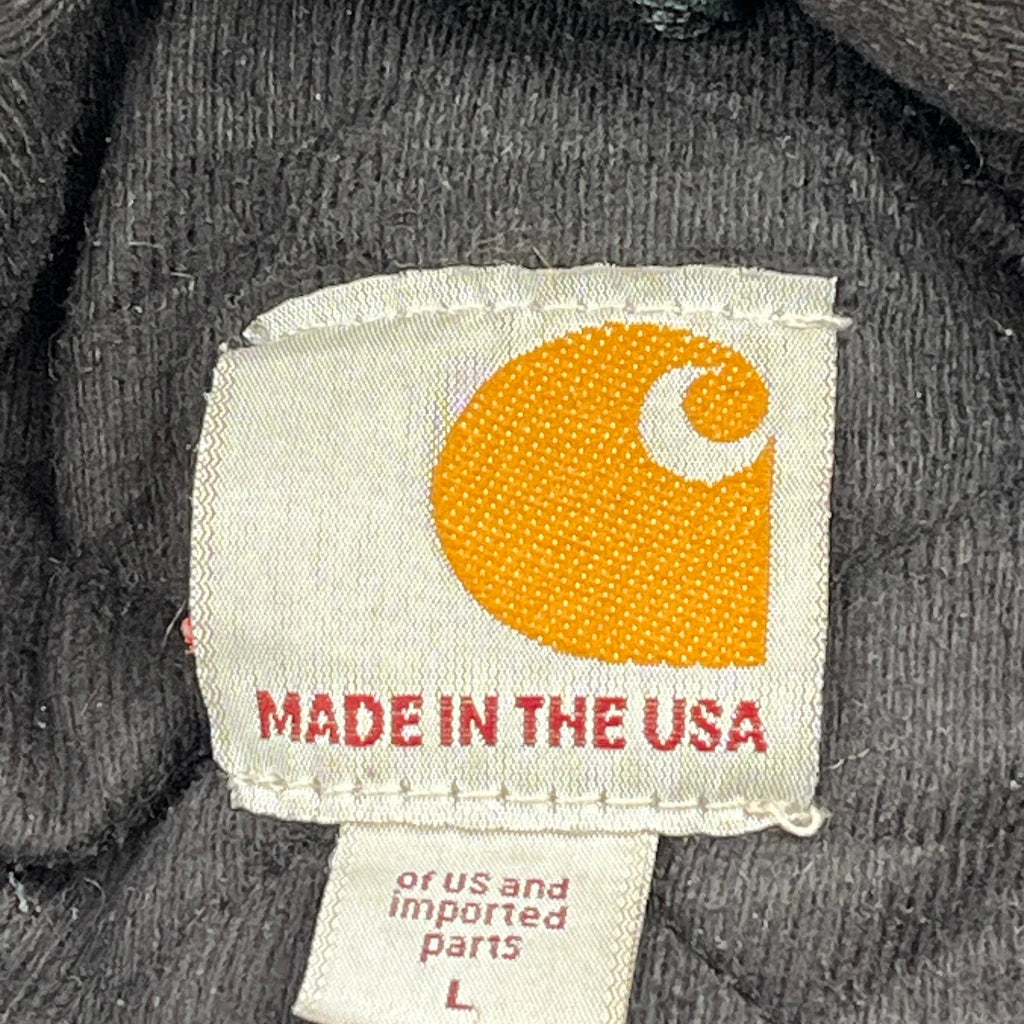 MADE IN THE USA
of US and
imported
parts
L